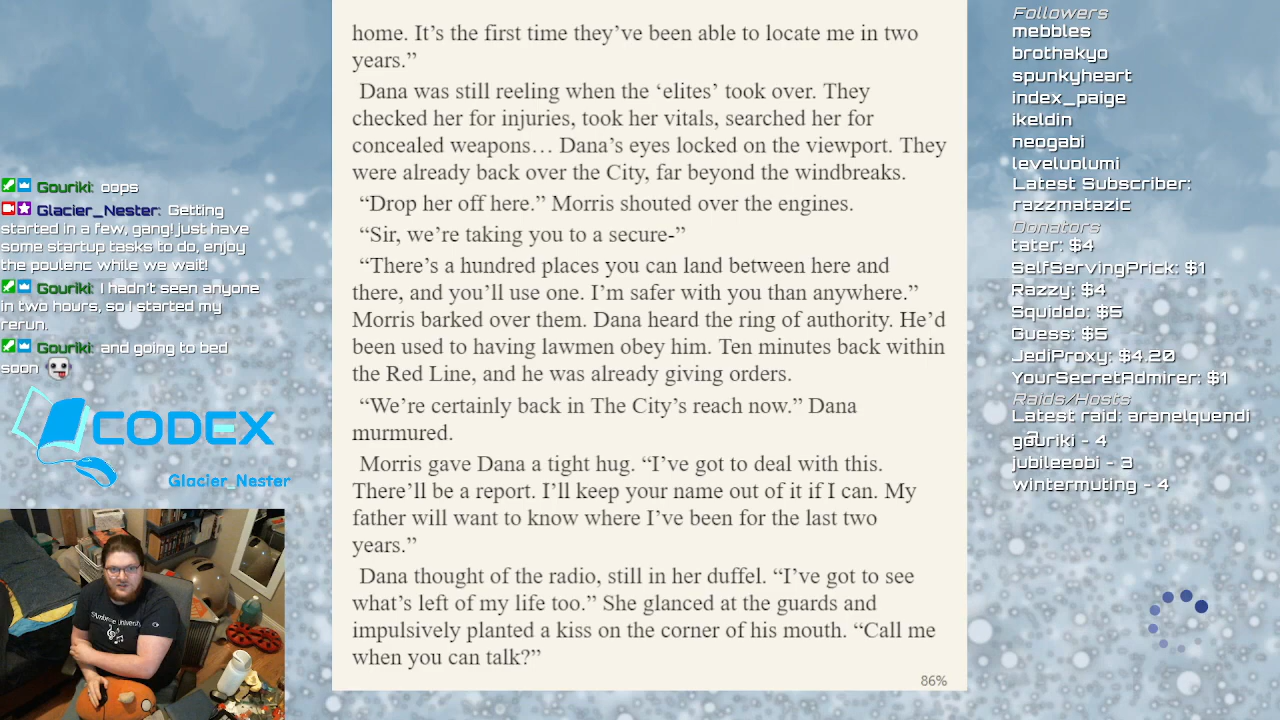 home. It’s the first time they’ve been able to locate me in two
years.”
Dana was still reeling when the ‘elites’ took over. They
checked her for injuries, took her vitals, searched her for
concealed weapons… Dana’s eyes locked on the viewport. They
were already back over the City, far beyond the windbreaks.
“Drop her off here.” Morris shouted over the engines.
“Sir, we’re taking you to a secure-”
“There’s a hundred places you can land between here and
there, and you’ll use one. I’m safer with you than anywhere.”
Morris barked over them. Dana heard the ring of authority. He’d
been used to having lawmen obey him. Ten minutes back within
the Red Line, and he was already giving orders.
“We’re certainly back in The City’s reach now.” Dana
murmured.
Morris gave Dana a tight hug. “I’ve got to deal with this.
There’ll be a report. I’ll keep your name out of it if I can. My
father will want to know where I’ve been for the last two
years.”
Dana thought of the radio, still in her duffel. “I’ve got to see
what’s left of my life too.” She glanced at the guards and
impulsively planted a kiss on the corner of his mouth. “Call me
when you can talk?”
86%
Gouriki: oops
Glacier_Nester: Getting
started in a few, gang! just have
some startup tasks to do, enjoy
the poulenc while we wait!
Gouriki: I hadn't seen anyone
in two hours, so I started my
rerun.
Gouriki: and going to bed
soon
CODEX
Glacier_Nester
Followers
mebbles
brothakyo
spunkyheart
index_paige
ikeldin
neogabi
leveluolumi
Latest Subscriber:
razzmatazic
Donators
tater: $4
SelfServingPrick: $1
Razzy: $4
Squiddo: $5
Guess: $5
JediProxy: $4.20
YourSecretAdmirer: $1
Raids/Hosts
Latest raid: aranelquendi
gouriki - 4
jubileeobi - 3
wintermuting - 4